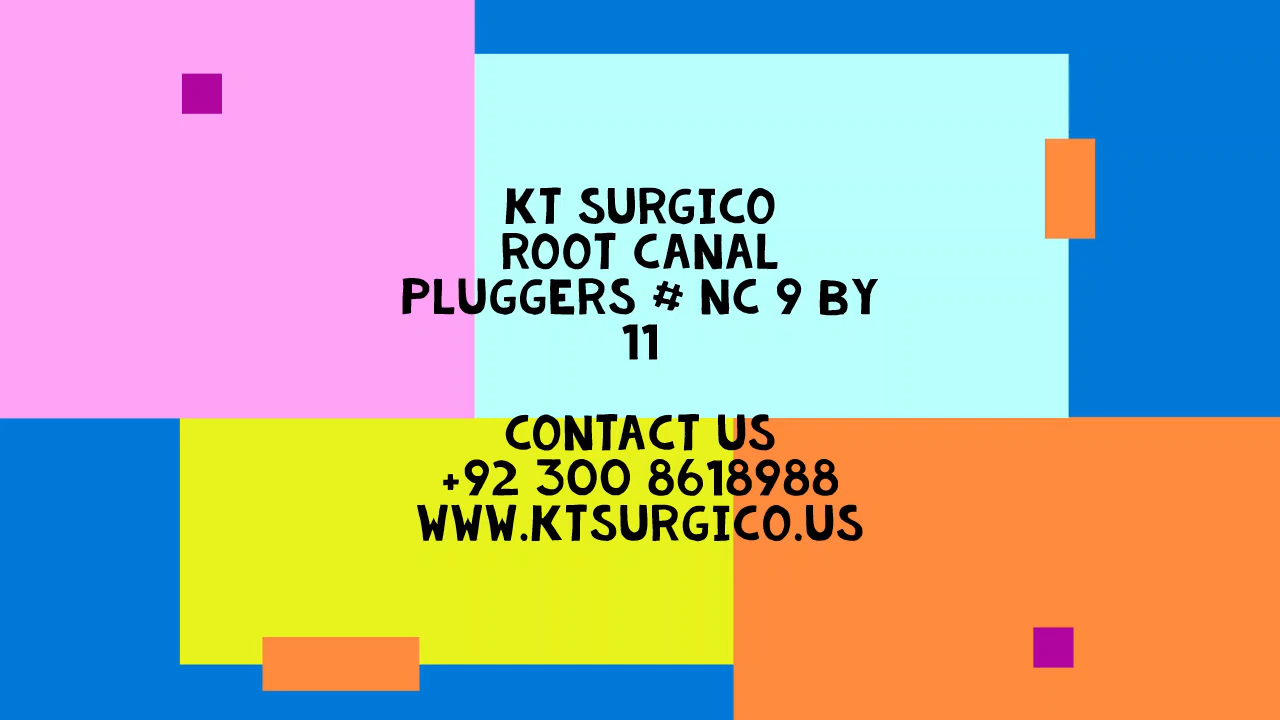 KT SURGICO
ROOT CANAL
PLUGGERS # NC 9 BY
11
CONTACT US
+92 300 8618988
WWW.KTSURGICO.US